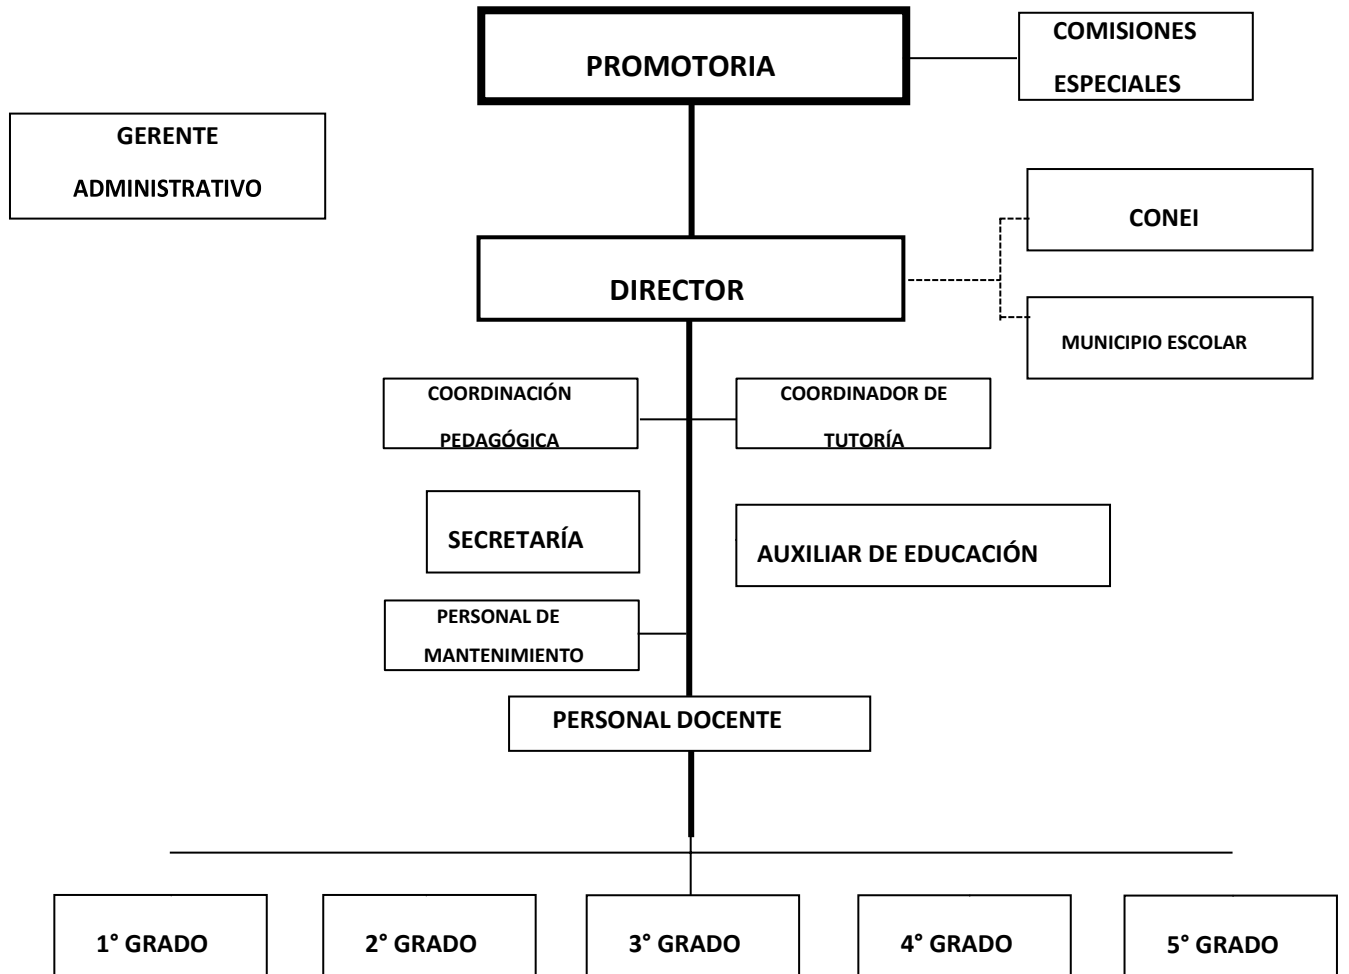 PROMOTORIA
COMISIONES
ESPECIALES
GERENTE
ADMINISTRATIVO
CONEI
DIRECTOR
MUNICIPIO ESCOLAR
COORDINACIÓN
PEDAGÓGICA
COORDINADOR DE
TUTORÍA
SECRETARÍA
AUXILIAR DE EDUCACIÓN
PERSONAL DE
MANTENIMIENTO
PERSONAL DOCENTE
1° GRADO
2° GRADO
3° GRADO
4° GRADO
5° GRADO